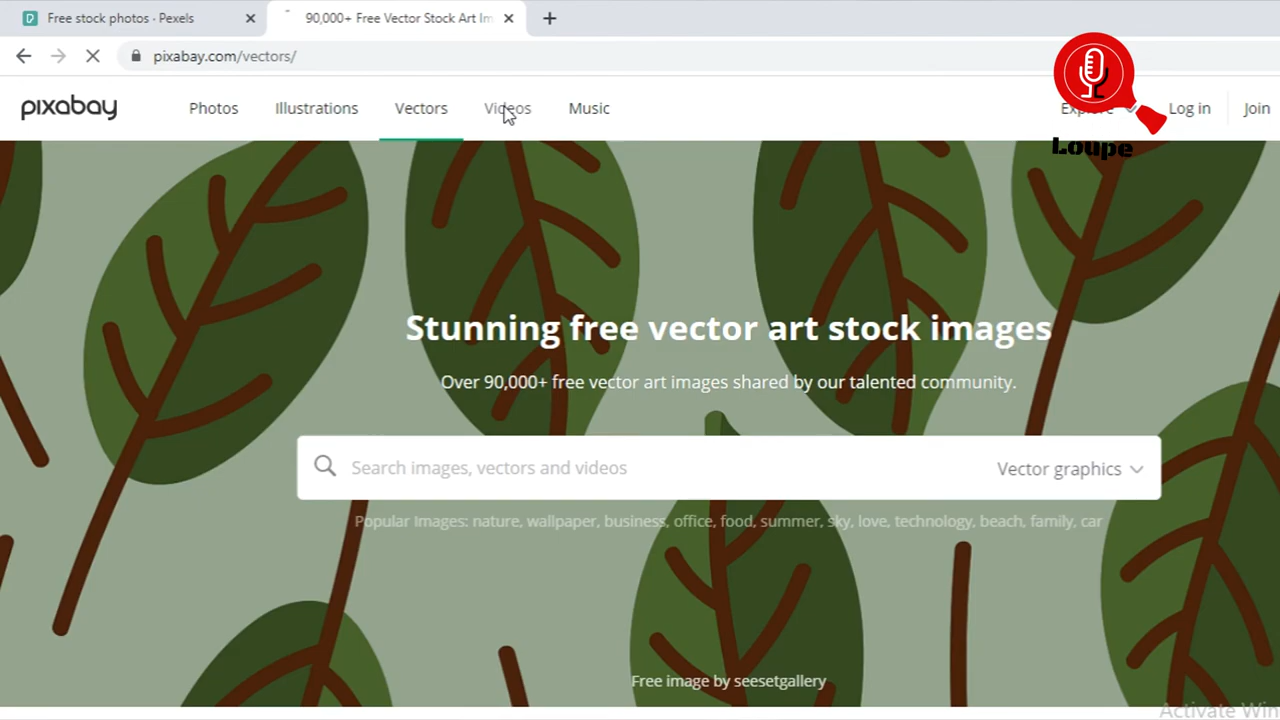 Free stock photos · Pexels
90,000+ Free Vector Stock Art Im
pixabay.com/vectors/
pixabay
Photos
Illustrations
Vectors
Videos
Music
Explore
Log in
Join
Loupe
Stunning free vector art stock images
Over 90,000+ free vector art images shared by our talented community.
Search images, vectors and videos
Vector graphics
Popular Images: nature, wallpaper, business, office, food, summer, sky, love, technology, beach, family, car
Free image by seesetgallery
Activate Win